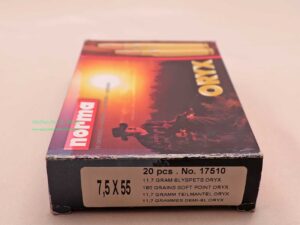 ORYX
norma
7,5 X 55
20 pcs . No. 17510
11,7 GRAM BLYSPETS ORYX
180 GRAINS SOFT POINT ORYX
11,7 GRAMM TEILMANTEL ORYX
11,7 GRAMMES DEMI-BL ORYX